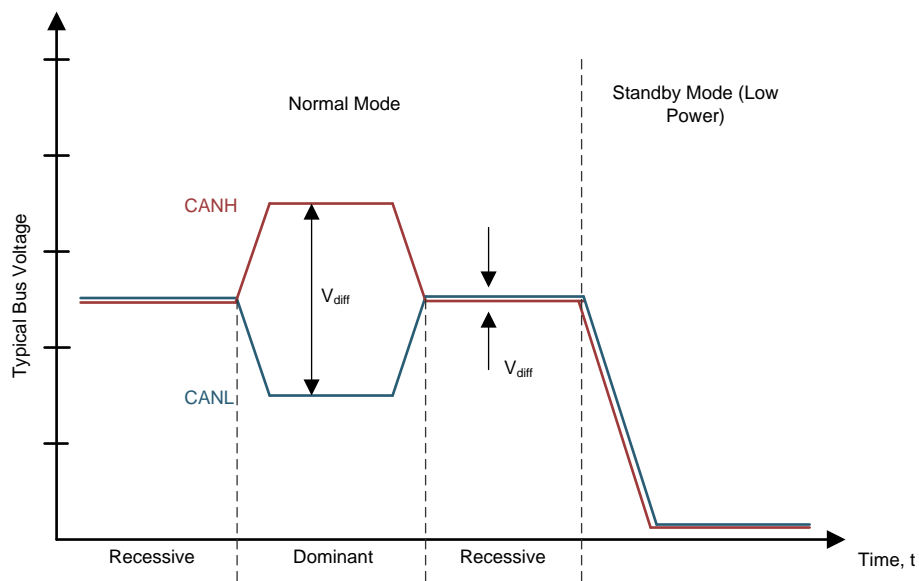 Normal Mode
Standby Mode (Low
Power)
Typical Bus Voltage
CANH
Vdiff
Vdiff
CANL
Recessive
Dominant
Recessive
Time, t